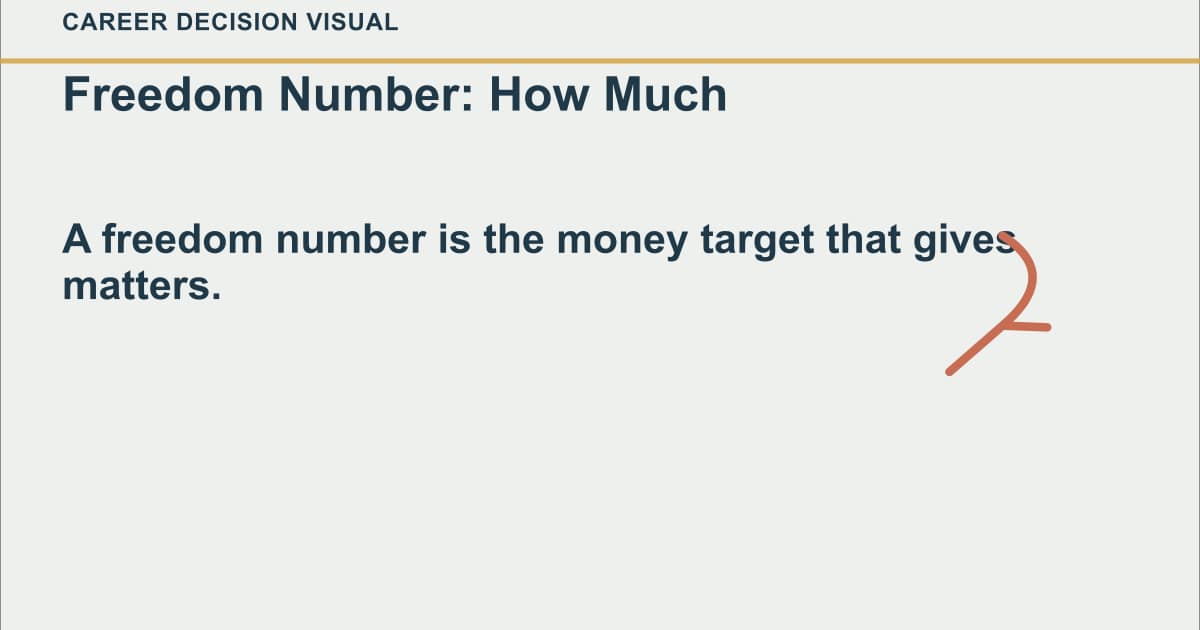 CAREER DECISION VISUAL
Freedom Number: How Much
A freedom number is the money target that gives
matters.